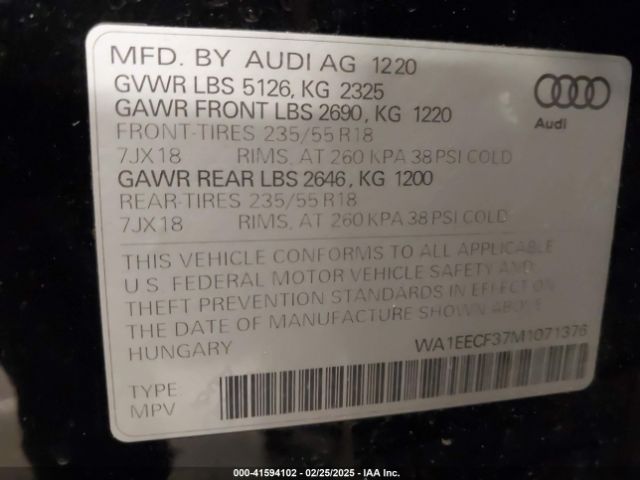 MFD. BY AUDI AG 1220
GVWR LBS 5126, KG 2325
GAWR FRONT LBS 2690, KG 1220
FRONT-TIRES 235/55 R18
7JX18 RIMS, AT 260 KPA 38 PSI COLD
GAWR REAR LBS 2646, KG 1200
REAR-TIRES 235/55 R18
7JX18 RIMS, AT 260 KPA 38 PSI COLD
Audi
THIS VEHICLE CONFORMS TO ALL APPLICABLE
U.S. FEDERAL MOTOR VEHICLE SAFETY AND
THEFT PREVENTION STANDARDS IN EFFECT ON
THE DATE OF MANUFACTURE
HUNGARY
WA1EECF37M1071376
TYPE
MPV
000-41594102 - 02/25/2025 - IAA Inc.